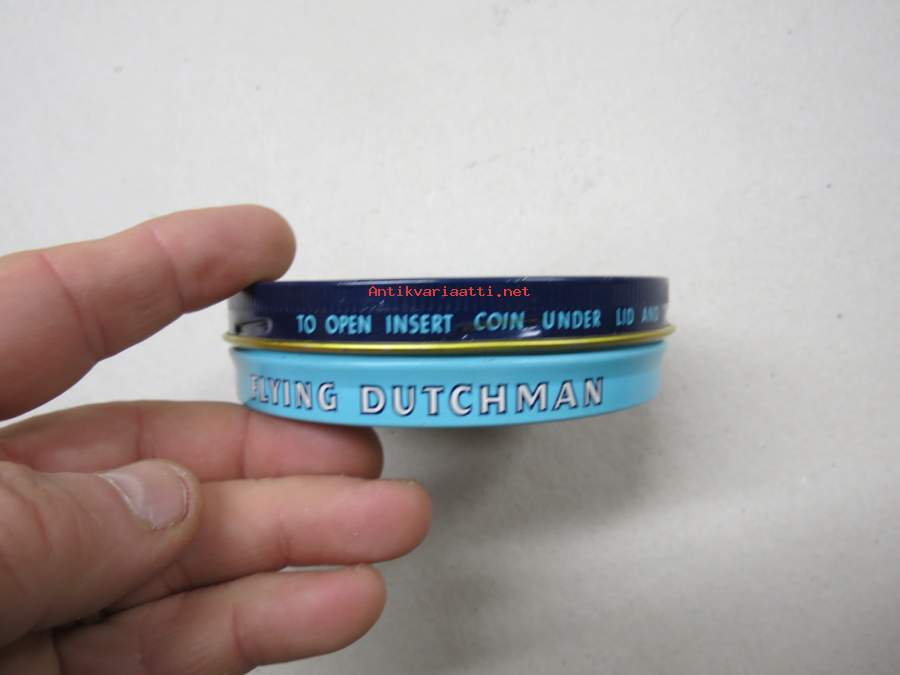 Antikvariaatti.net
TO OPEN INSERT COIN UNDER LID AND
FLYING DUTCHMAN